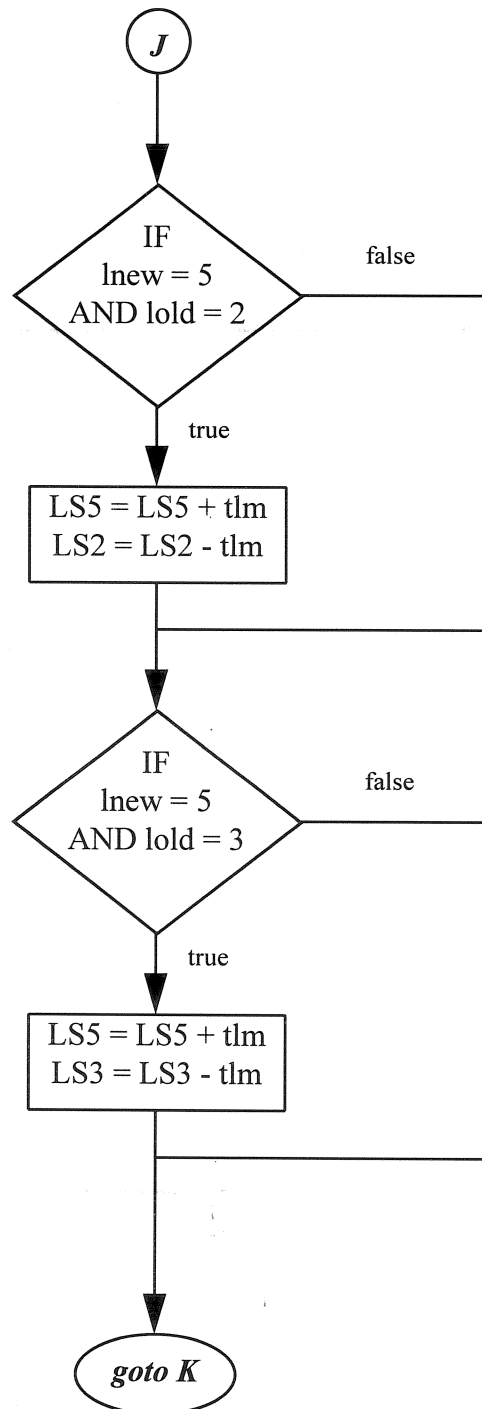 J
IF
lnew = 5
AND lold = 2
false
true
LS5 = LS5 + tlm
LS2 = LS2 - tlm
IF
lnew = 5
AND lold = 3
false
true
LS5 = LS5 + tlm
LS3 = LS3 - tlm
goto K